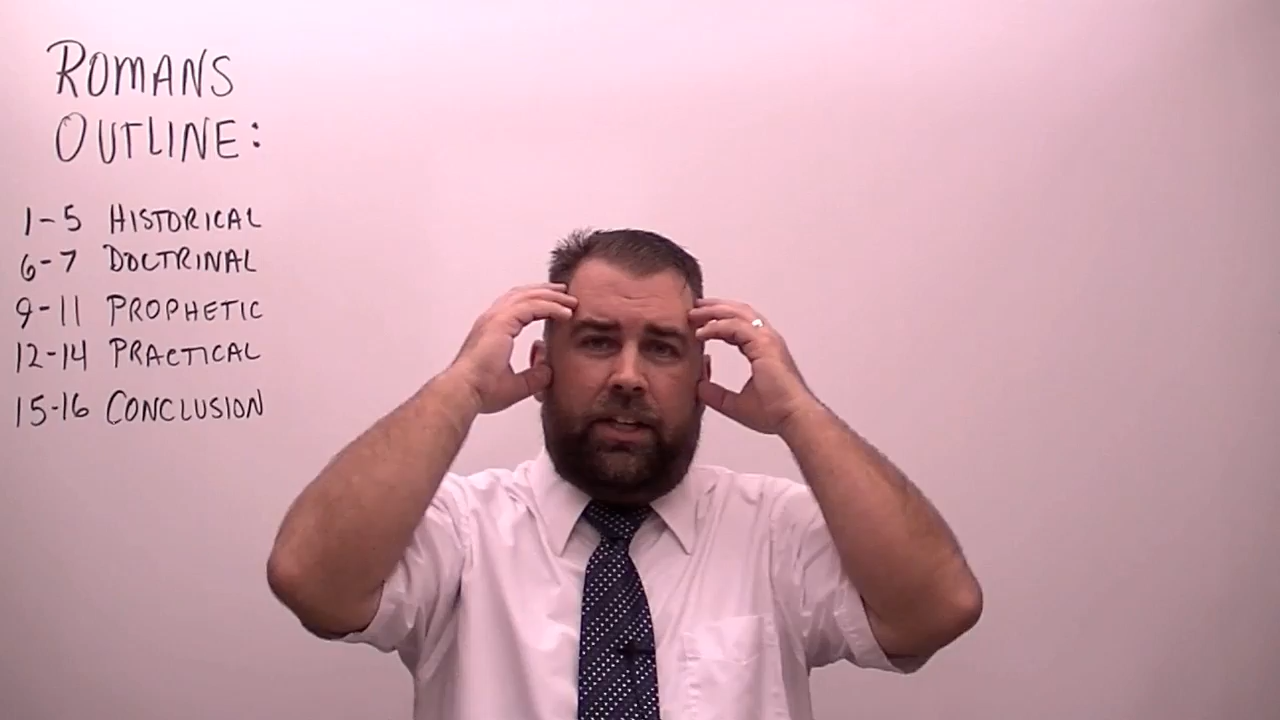 ROMANS
OUTLINE:
1-5 HISTORICAL
6-7 DOCTRINAL
9-11 PROPHETIC
12-14 PRACTICAL
15-16 CONCLUSION